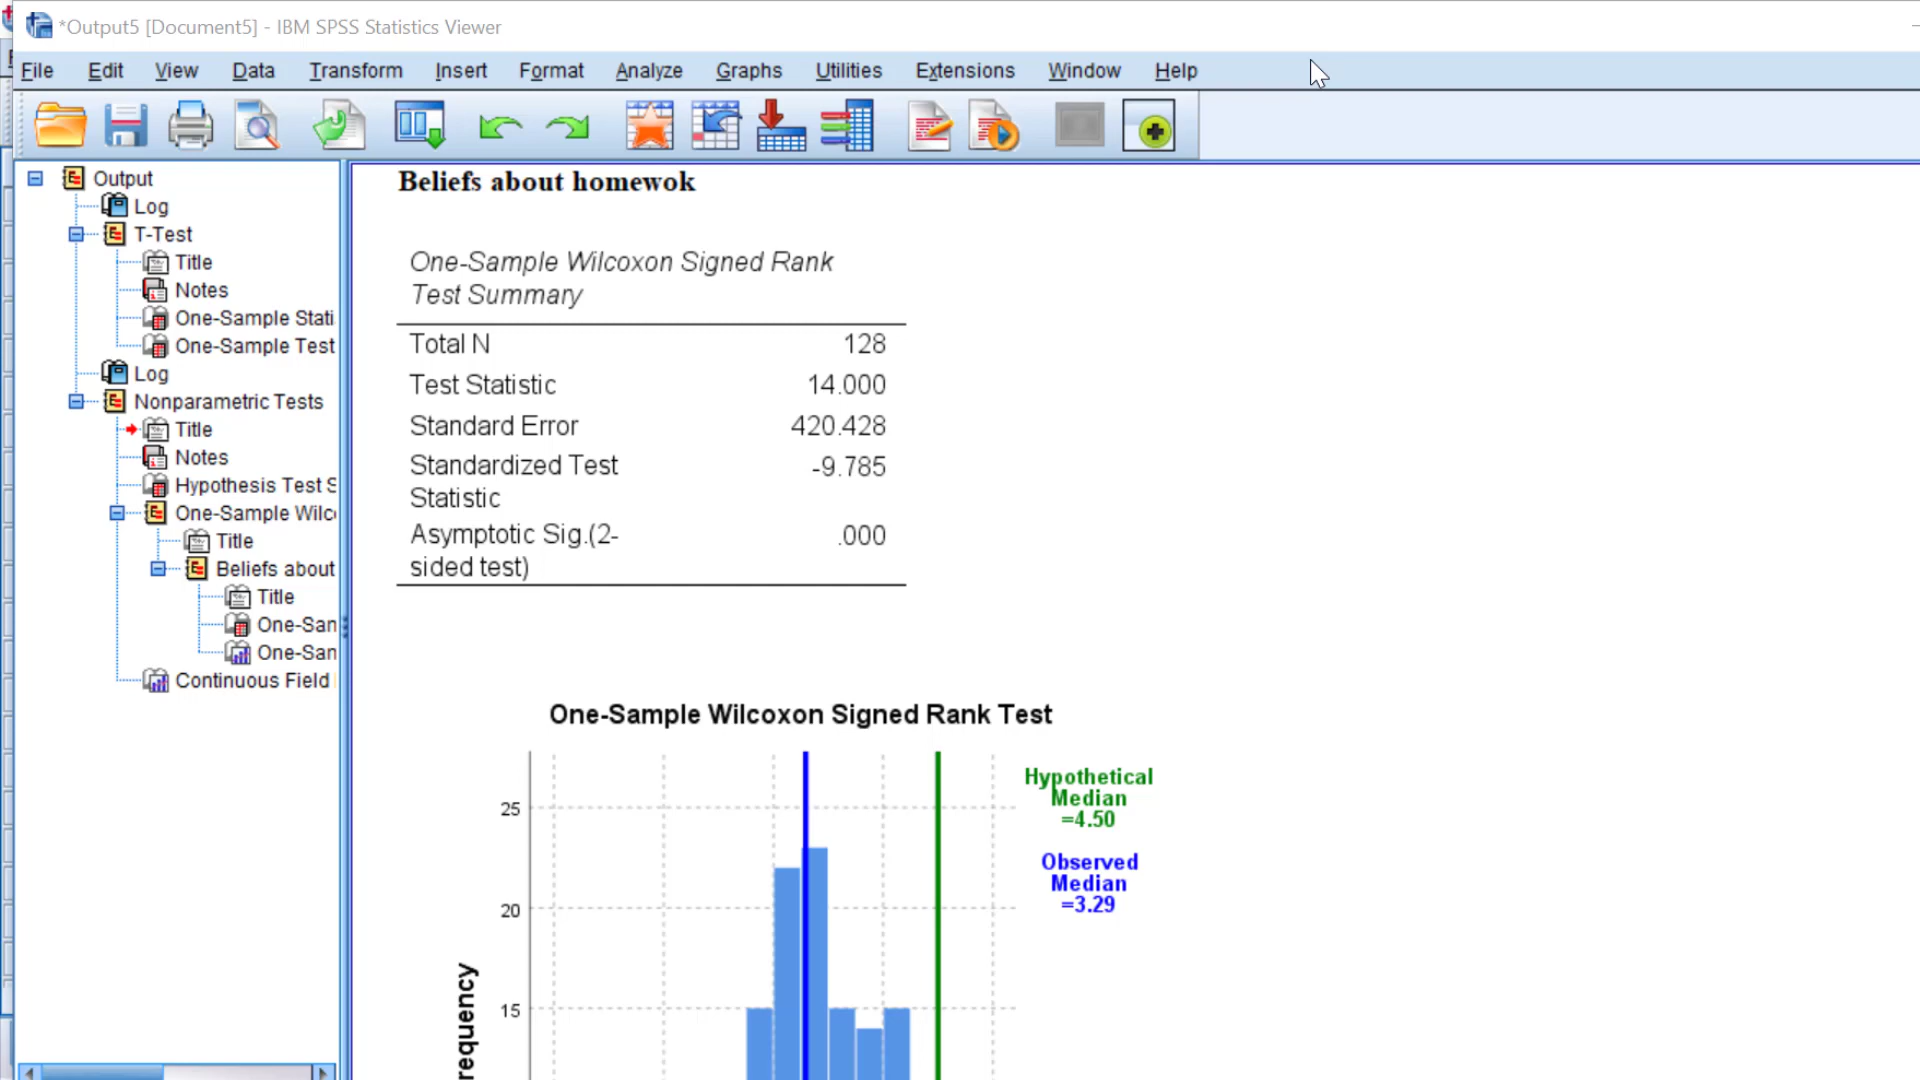 *Output5 [Document5] - IBM SPSS Statistics Viewer
File Edit View Data Transform Insert Format Analyze Graphs Utilities Extensions Window Help
Output
Log
T-Test
Title
Notes
One-Sample Stati
One-Sample Test
Log
Nonparametric Tests
Title
Notes
Hypothesis Test S
One-Sample Wilc
Title
Beliefs about
Title
One-San
One-San
Continuous Field
Beliefs about homewok
One-Sample Wilcoxon Signed Rank
Test Summary
Total N 128
Test Statistic 14.000
Standard Error 420.428
Standardized Test -9.785
Statistic
Asymptotic Sig.(2- .000
sided test)
One-Sample Wilcoxon Signed Rank Test
Hypothetical
Median
=4.50
Observed
Median
=3.29
25
20
15
requency